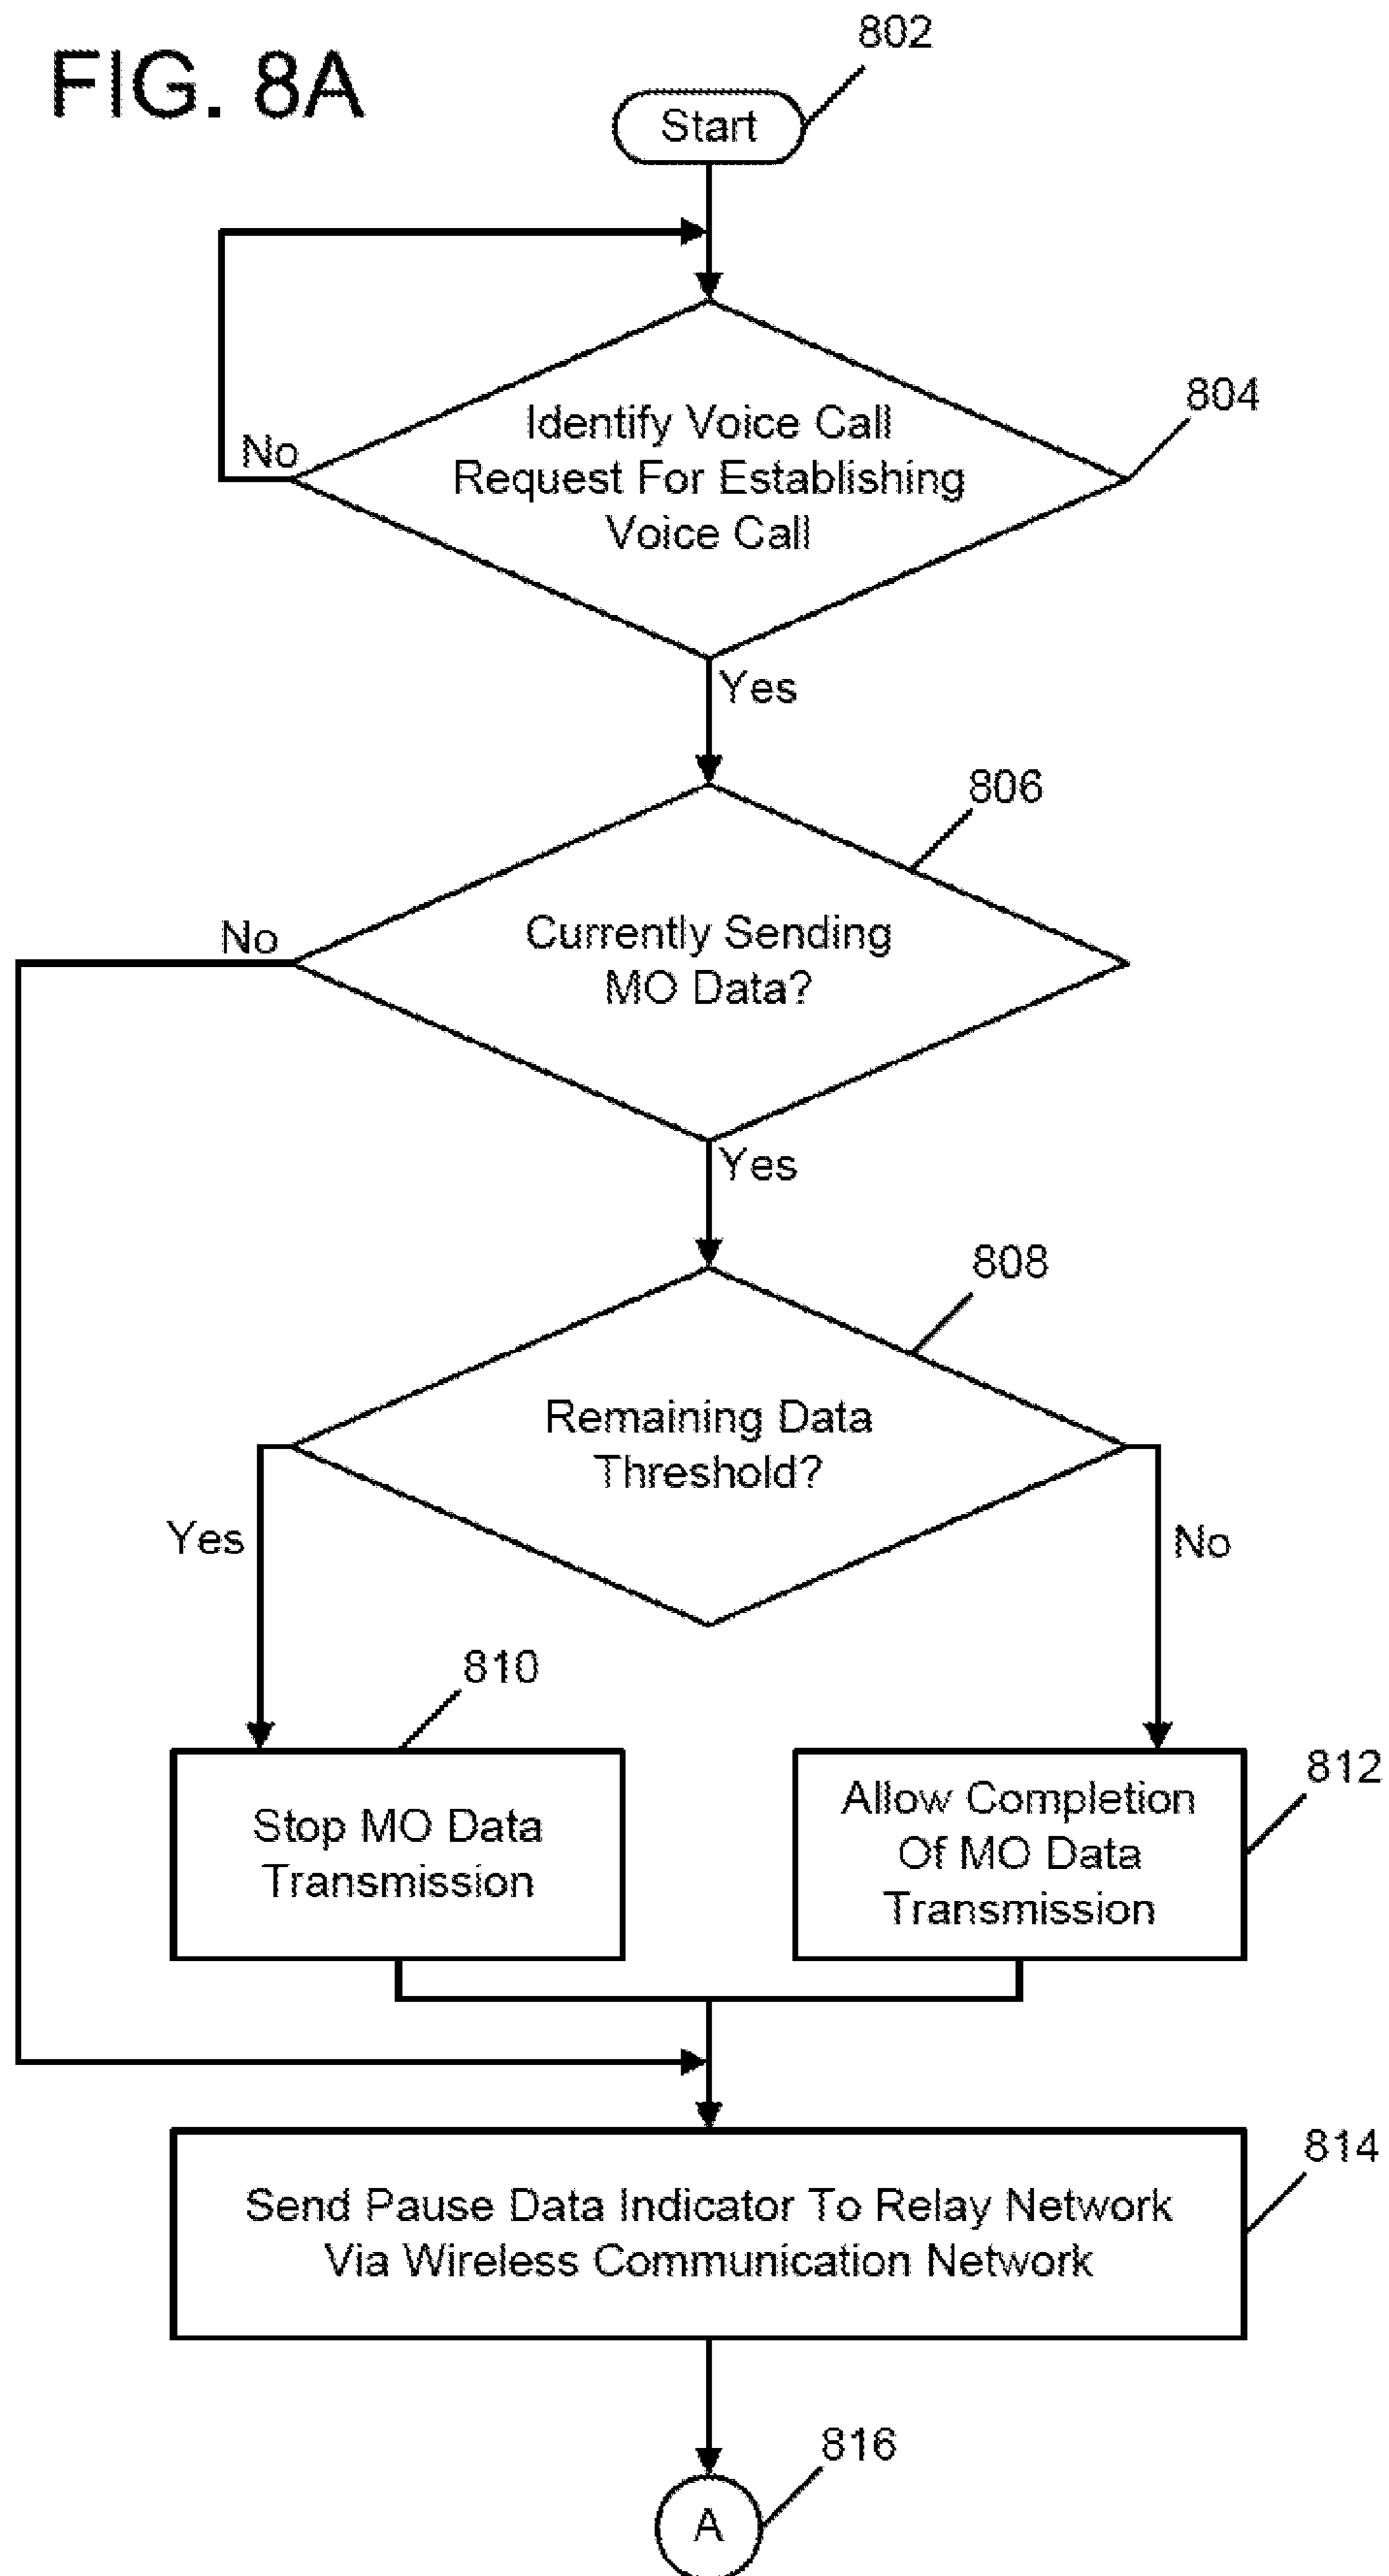 FIG. 8A
802
Start
804
Identify Voice Call
Request For Establishing
Voice Call
No
Yes
806
Currently Sending
MO Data?
No
Yes
808
Remaining Data
Threshold?
Yes
No
810
Stop MO Data
Transmission
812
Allow Completion
Of MO Data
Transmission
814
Send Pause Data Indicator To Relay Network
Via Wireless Communication Network
816
A